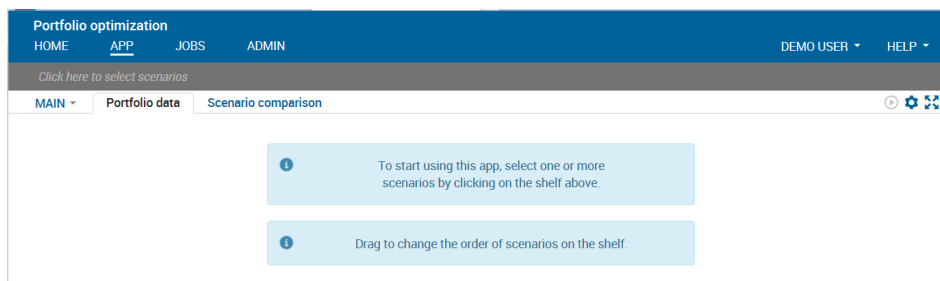 Portfolio optimization
HOME APP JOBS ADMIN DEMO USER HELP
Click here to select scenarios
MAIN Portfolio data Scenario comparison
To start using this app, select one or more
scenarios by clicking on the shelf above.
Drag to change the order of scenarios on the shelf.